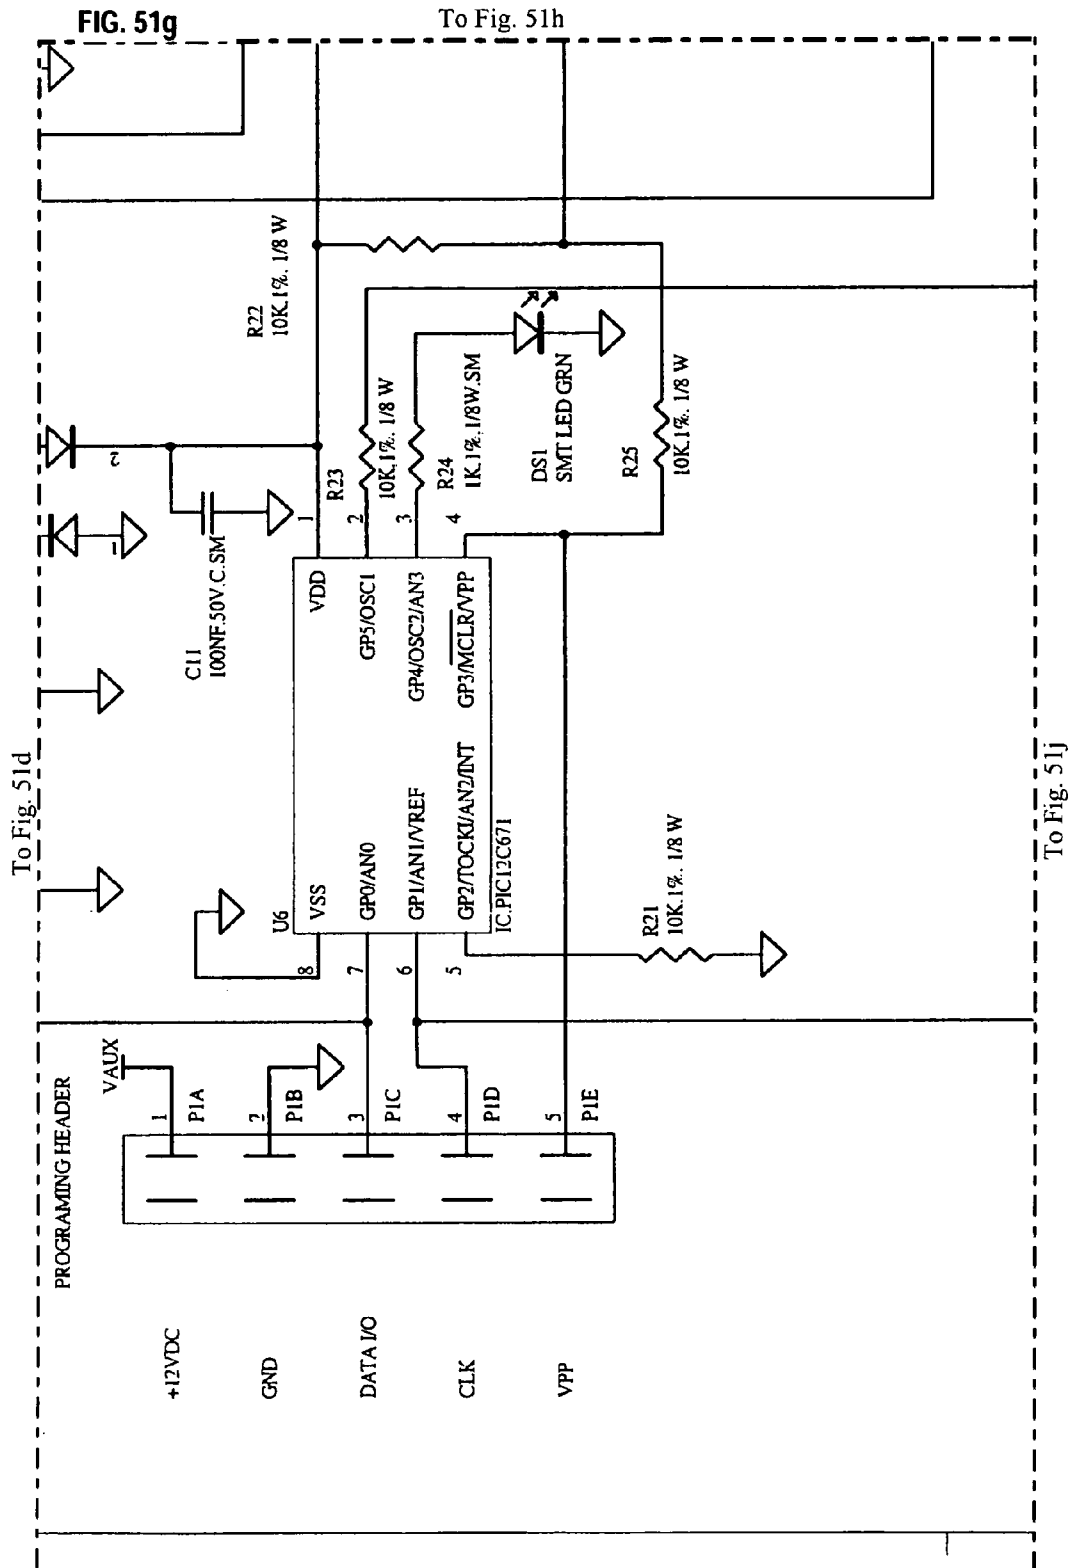 FIG. 51g
To Fig. 51h
To Fig. 51d
To Fig. 51j
R22
10K.1%. 1/8 W
2
1
C11
100NF.50V.C.SM
R23
10K.1%. 1/8 W
R24
1K.1%.1/8W.SM
DS1
SMT LED GRN
R25
10K.1%. 1/8 W
1
2
3
4
VDD
GP5/OSC1
GP4/OSC2/AN3
GP3/MCLR/VPP
VSS
GP0/AN0
GP1/AN1/VREF
GP2/TOCKI/AN2/INT
U6
IC.PIC12C671
8
7
6
5
R21
10K.1%. 1/8 W
PROGRAMING HEADER
VAUX
1
P1A
2
P1B
3
P1C
4
P1D
5
P1E
+12VDC
GND
DATA I/O
CLK
VPP